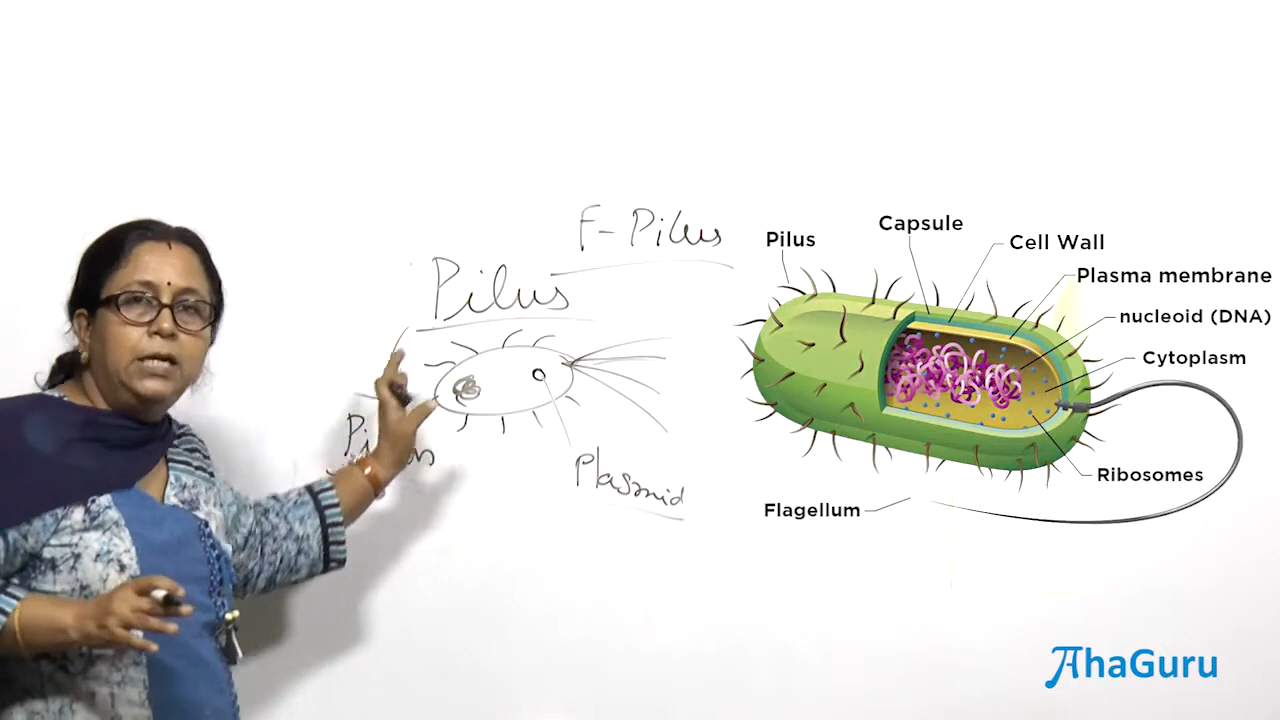 F-Pilus
Pilus
Plasmid
Pilus
Capsule
Cell Wall
Plasma membrane
nucleoid (DNA)
Cytoplasm
Ribosomes
Flagellum
AhaGuru